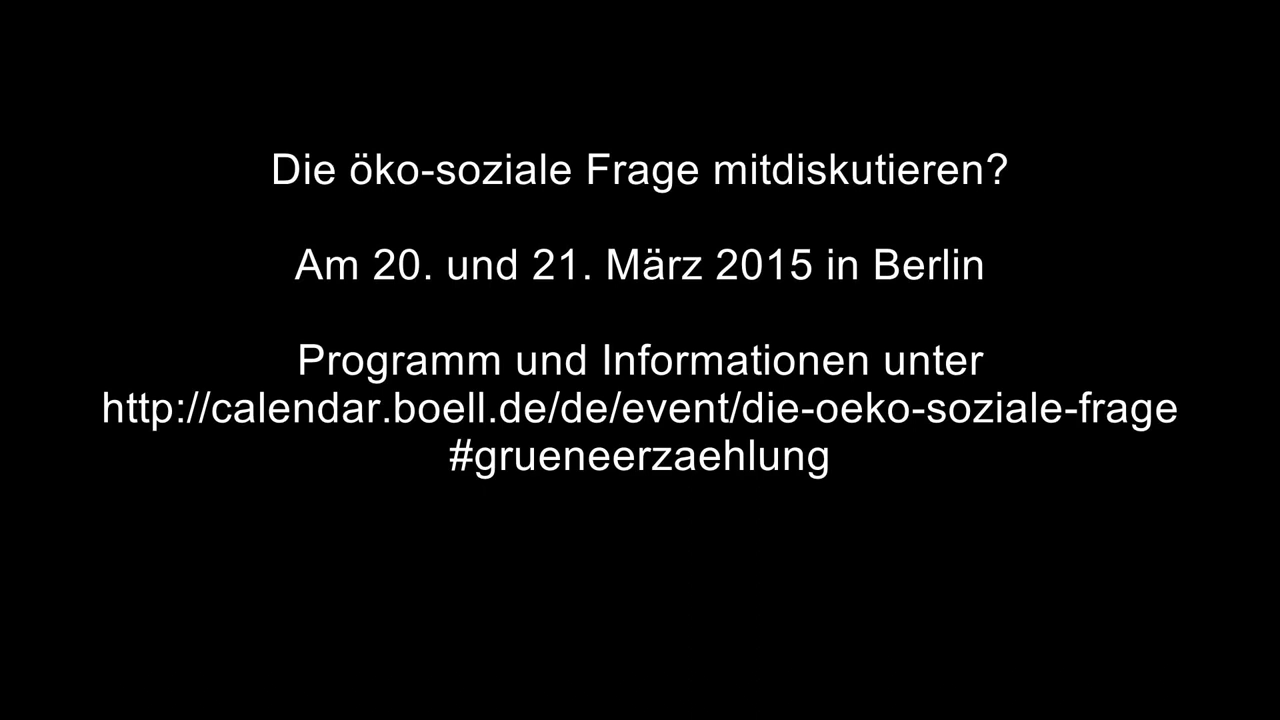 Die öko-soziale Frage mitdiskutieren?
Am 20. und 21. März 2015 in Berlin
Programm und Informationen unter
http://calendar.boell.de/de/event/die-oeko-soziale-frage
#grueneerzaehlung